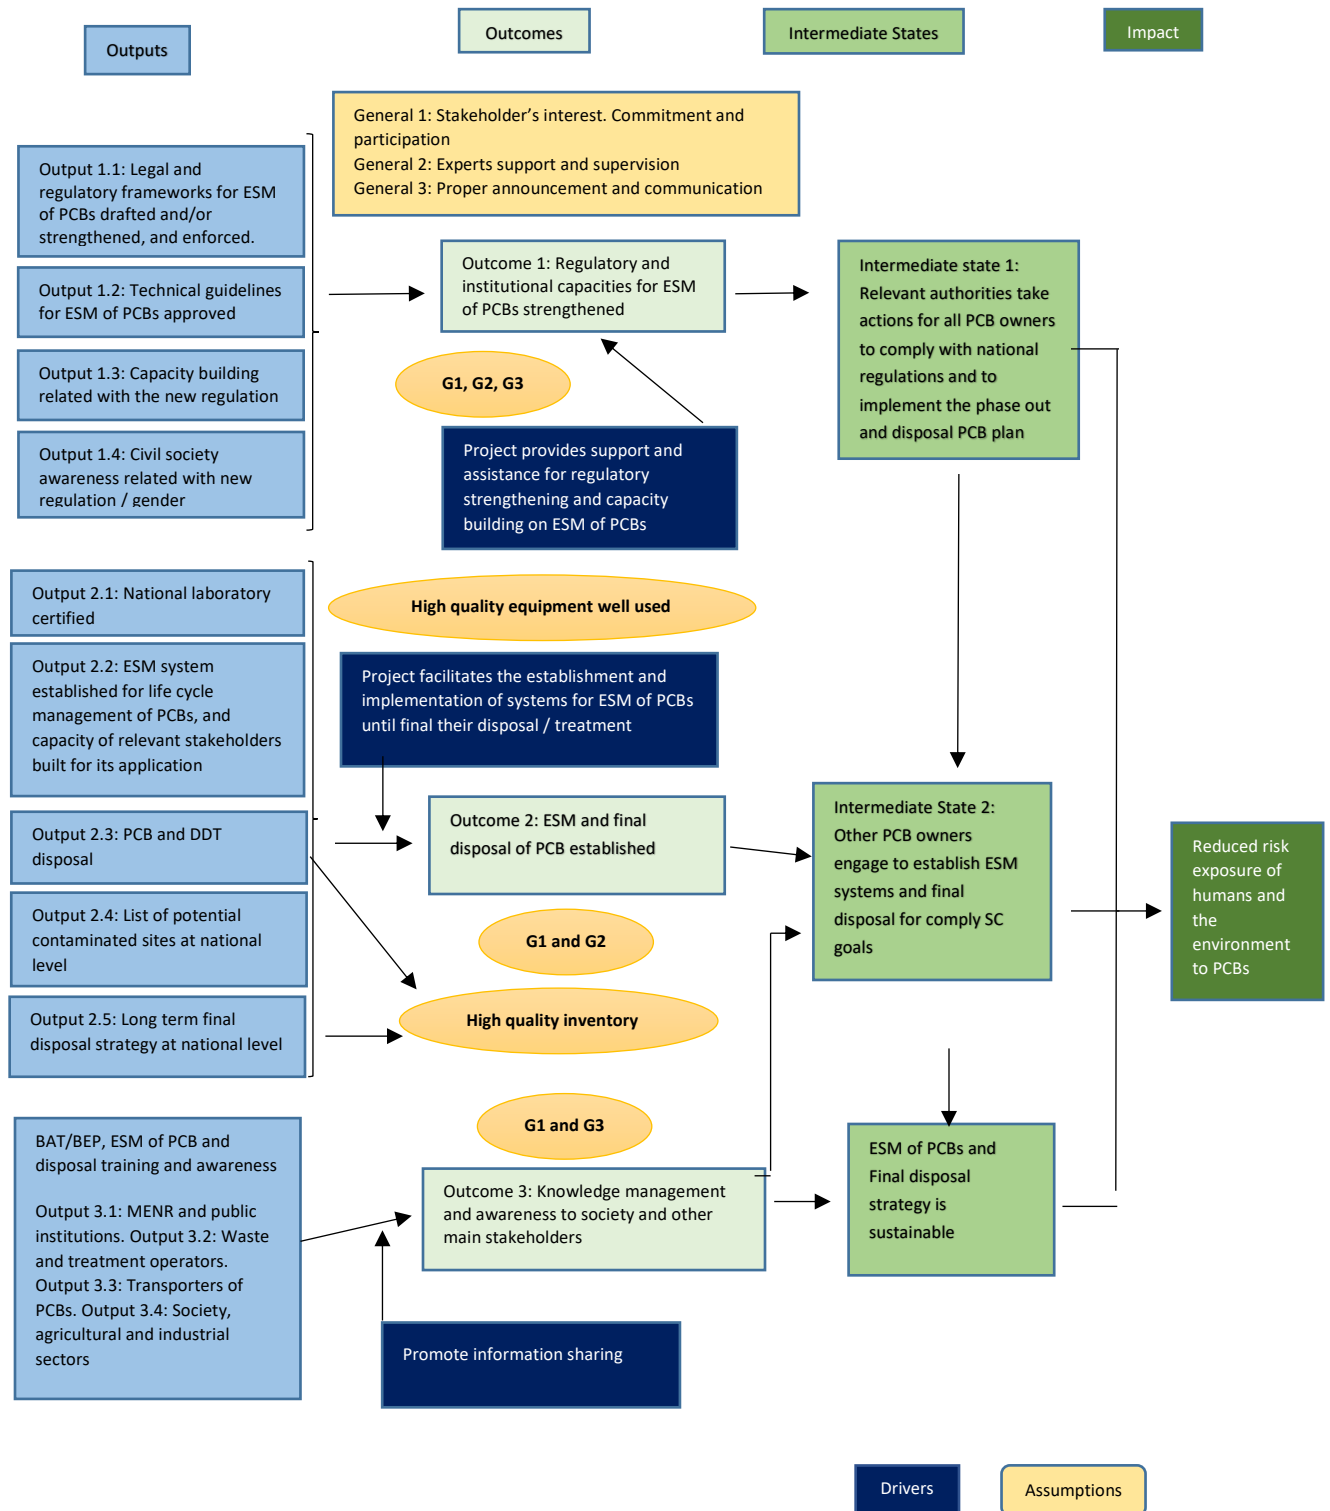 Outputs
Outcomes
Intermediate States
Impact
General 1: Stakeholder’s interest. Commitment and
participation
General 2: Experts support and supervision
General 3: Proper announcement and communication
Output 1.1: Legal and
regulatory frameworks for ESM
of PCBs drafted and/or
strengthened, and enforced.
Output 1.2: Technical guidelines
for ESM of PCBs approved
Output 1.3: Capacity building
related with the new regulation
Output 1.4: Civil society
awareness related with new
regulation / gender
Outcome 1: Regulatory and
institutional capacities for ESM
of PCBs strengthened
G1, G2, G3
Project provides support and
assistance for regulatory
strengthening and capacity
building on ESM of PCBs
Intermediate state 1:
Relevant authorities take
actions for all PCB owners
to comply with national
regulations and to
implement the phase out
and disposal PCB plan
Output 2.1: National laboratory
certified
Output 2.2: ESM system
established for life cycle
management of PCBs, and
capacity of relevant stakeholders
built for its application
Output 2.3: PCB and DDT
disposal
Output 2.4: List of potential
contaminated sites at national
level
Output 2.5: Long term final
disposal strategy at national level
High quality equipment well used
Project facilitates the establishment and
implementation of systems for ESM of PCBs
until final their disposal / treatment
Outcome 2: ESM and final
disposal of PCB established
G1 and G2
High quality inventory
Intermediate State 2:
Other PCB owners
engage to establish ESM
systems and final
disposal for comply SC
goals
Reduced risk
exposure of
humans and
the
environment
to PCBs
BAT/BEP, ESM of PCB and
disposal training and awareness
Output 3.1: MENR and public
institutions. Output 3.2: Waste
and treatment operators.
Output 3.3: Transporters of
PCBs. Output 3.4: Society,
agricultural and industrial
sectors
G1 and G3
Outcome 3: Knowledge management
and awareness to society and other
main stakeholders
Promote information sharing
ESM of PCBs and
Final disposal
strategy is
sustainable
Drivers
Assumptions